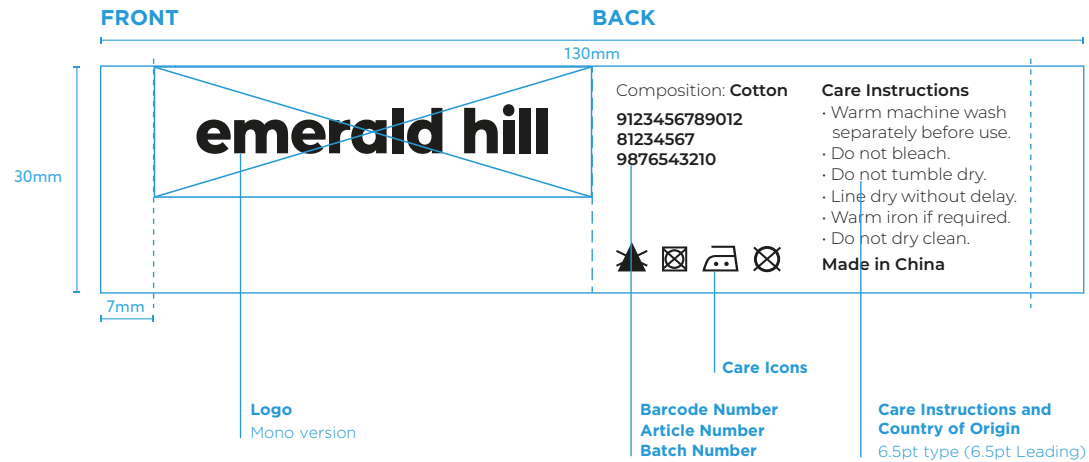 FRONT
BACK
130mm
30mm
7mm
emerald hill
Composition: Cotton
9123456789012
81234567
9876543210
Care Instructions
· Warm machine wash
separately before use.
· Do not bleach.
· Do not tumble dry.
· Line dry without delay.
· Warm iron if required.
· Do not dry clean.
Made in China
Care Icons
Logo
Mono version
Barcode Number
Article Number
Batch Number
Care Instructions and
Country of Origin
6.5pt type (6.5pt Leading)